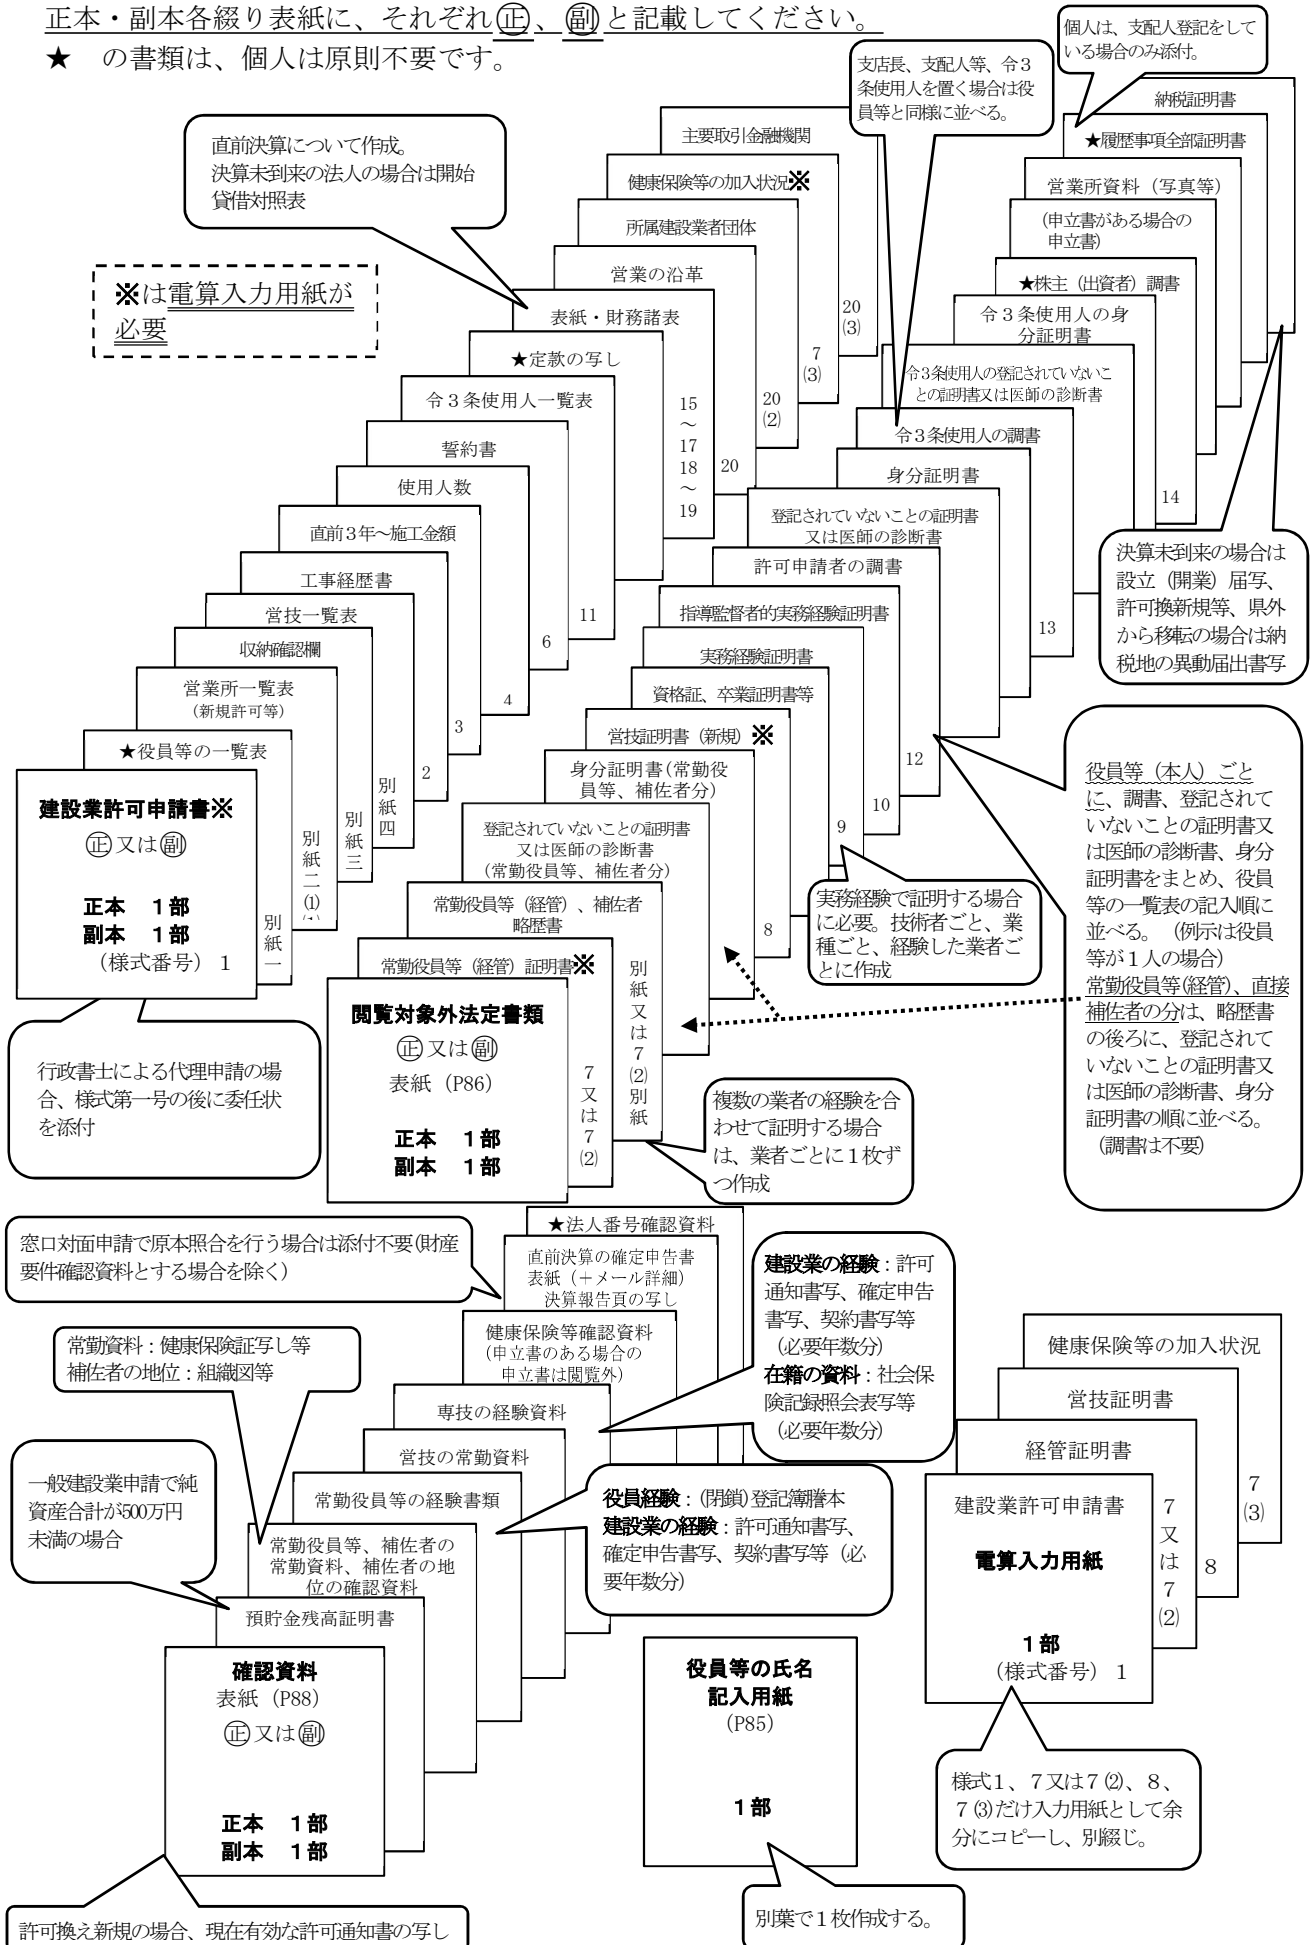 正本・副本各綴り表紙に、それぞれ㊣、㊖と記載してください。
★　の書類は、個人は原則不要です。
個人は、支配人登記をして
いる場合のみ添付。
支店長、支配人等、令３
条使用人を置く場合は役
員等と同様に並べる。
直前決算について作成。
決算未到来の法人の場合は開始
貸借対照表
※は電算入力用紙が
必要
主要取引金融機関
20
(3)
健康保険等の加入状況※
7
(3)
所属建設業者団体
20
(2)
営業の沿革
20
表紙・財務諸表
15
～
17
18
～
19
★定款の写し
令３条使用人一覧表
11
誓約書
6
使用人数
4
直前３年～施工金額
3
工事経歴書
2
営技一覧表
別紙四
収納確認欄
別紙三
営業所一覧表
(新規許可等)
別紙二(1)
★役員等の一覧表
別紙一
建設業許可申請書※
正又は副
正本　１部
副本　１部
(様式番号) 1
行政書士による代理申請の場
合、様式第一号の後に委任状
を添付
納税証明書
★履歴事項全部証明書
営業所資料（写真等）
(申立書がある場合の
申立書)
★株主（出資者）調書
14
令３条使用人の身
分証明書
令３条使用人の登記されていないこ
との証明書又は医師の診断書
令３条使用人の調書
13
身分証明書
登記されていないことの証明書
又は医師の診断書
許可申請者の調書
12
指導監督者的実務経験証明書
10
実務経験証明書
9
資格証、卒業証明書等
営技証明書（新規）※
8
身分証明書(常勤役
員等、補佐者分)
登記されていないことの証明書
又は医師の診断書
(常勤役員等、補佐者分)
常勤役員等（経管）、補佐者
略歴書
別紙又は7(2)別紙
常勤役員等（経管）証明書※
7又は7(2)
閲覧対象外法定書類
正又は副
表紙（P86）
正本　１部
副本　１部
決算未到来の場合は
設立（開業）届写、
許可換新規等、県外
から移転の場合は納
税地の異動届出書写
役員等（本人）ごと
に、調書、登記されて
いないことの証明書又
は医師の診断書、身分
証明書をまとめ、役員
等の一覧表の記入順に
並べる。（例示は役員
等が１人の場合）
常勤役員等(経管)、直接
補佐者の分は、略歴書
の後ろに、登記されて
いないことの証明書又
は医師の診断書、身分
証明書の順に並べる。
（調書は不要）
実務経験で証明する場合
に必要。技術者ごと、業
種ごと、経験した業者ご
とに作成
複数の業者の経験を合
わせて証明する場合
は、業者ごとに１枚ず
つ作成
窓口対面申請で原本照合を行う場合は添付不要(財産
要件確認資料とする場合を除く)
★法人番号確認資料
直前決算の確定申告書
表紙（＋メール詳細）
決算報告頁の写し
健康保険等確認資料
(申立書のある場合の
申立書は閲覧外)
専技の経験資料
営技の常勤資料
常勤役員等の経験書類
常勤役員等、補佐者の
常勤資料、補佐者の地
位の確認資料
預貯金残高証明書
確認資料
表紙（P88）
正又は副
正本　１部
副本　１部
常勤資料：健康保険証写し等
補佐者の地位：組織図等
一般建設業申請で純
資産合計が500万円
未満の場合
建設業の経験：許可
通知書写、確定申告
書写、契約書写等
（必要年数分）
在籍の資料：社会保
険記録照会表写等
（必要年数分）
役員経験：(閉鎖)登記簿謄本
建設業の経験：許可通知書写、
確定申告書写、契約書写等（必
要年数分）
健康保険等の加入状況
7
(3)
営技証明書
8
経管証明書
7又は7(2)
建設業許可申請書
電算入力用紙
１部
(様式番号) 1
様式１、７又は７(2)、８、
７(3)だけ入力用紙として余
分にコピーし、別綴じ。
役員等の氏名
記入用紙
（P85）
１部
別葉で１枚作成する。
許可換え新規の場合、現在有効な許可通知書の写し